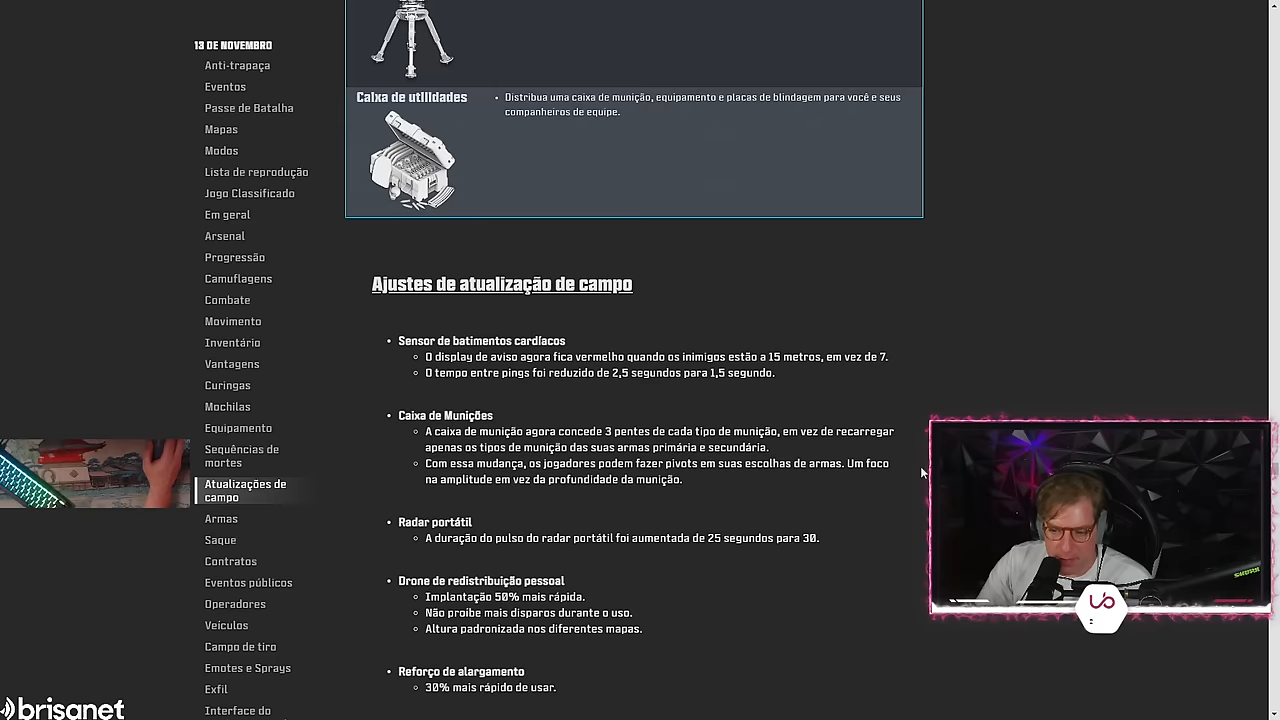 13 DE NOVEMBRO
Anti-trapaça
Eventos
Passe de Batalha
Mapas
Modos
Lista de reprodução
Jogo Classificado
Em geral
Arsenal
Progressão
Camuflagens
Combate
Movimento
Inventário
Vantagens
Curingas
Mochilas
Equipamento
Sequências de
mortes
Atualizações de
campo
Armas
Saque
Contratos
Eventos públicos
Operadores
Veículos
Campo de tiro
Emotes e Sprays
Exfil
Interface do
Caixa de utilidades
• Distribua uma caixa de munição, equipamento e placas de blindagem para você e seus
companheiros de equipe.
Ajustes de atualização de campo
• Sensor de batimentos cardíacos
○ O display de aviso agora fica vermelho quando os inimigos estão a 15 metros, em vez de 7.
○ O tempo entre pings foi reduzido de 2,5 segundos para 1,5 segundo.
• Caixa de Munições
○ A caixa de munição agora concede 3 pentes de cada tipo de munição, em vez de recarregar
apenas os tipos de munição das suas armas primária e secundária.
○ Com essa mudança, os jogadores podem fazer pivots em suas escolhas de armas. Um foco
na amplitude em vez da profundidade da munição.
• Radar portátil
○ A duração do pulso do radar portátil foi aumentada de 25 segundos para 30.
• Drone de redistribuição pessoal
○ Implantação 50% mais rápida.
○ Não proíbe mais disparos durante o uso.
○ Altura padronizada nos diferentes mapas.
• Reforço de alargamento
○ 30% mais rápido de usar.
SHURE
brisanet